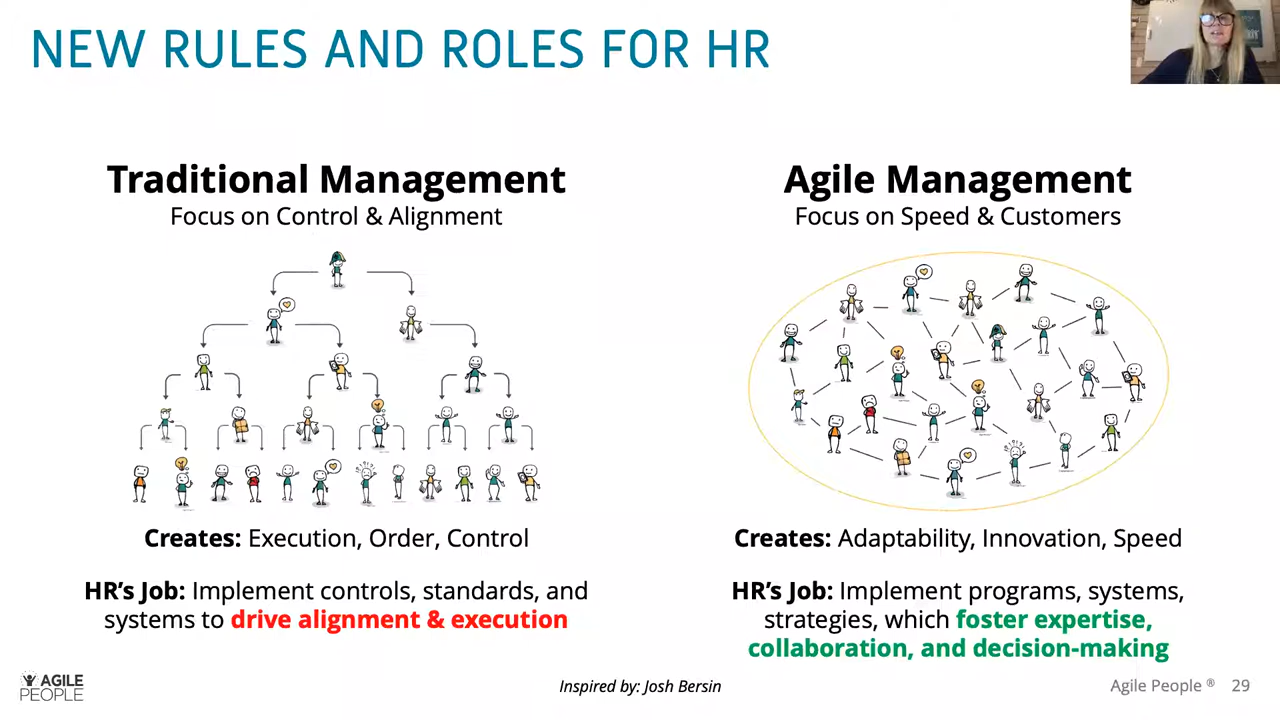 NEW RULES AND ROLES FOR HR
Traditional Management
Focus on Control & Alignment
Creates: Execution, Order, Control
HR's Job: Implement controls, standards, and
systems to drive alignment & execution
Agile Management
Focus on Speed & Customers
Creates: Adaptability, Innovation, Speed
HR's Job: Implement programs, systems,
strategies, which foster expertise,
collaboration, and decision-making
AGILE
PEOPLE
Inspired by: Josh Bersin
Agile People ® 29